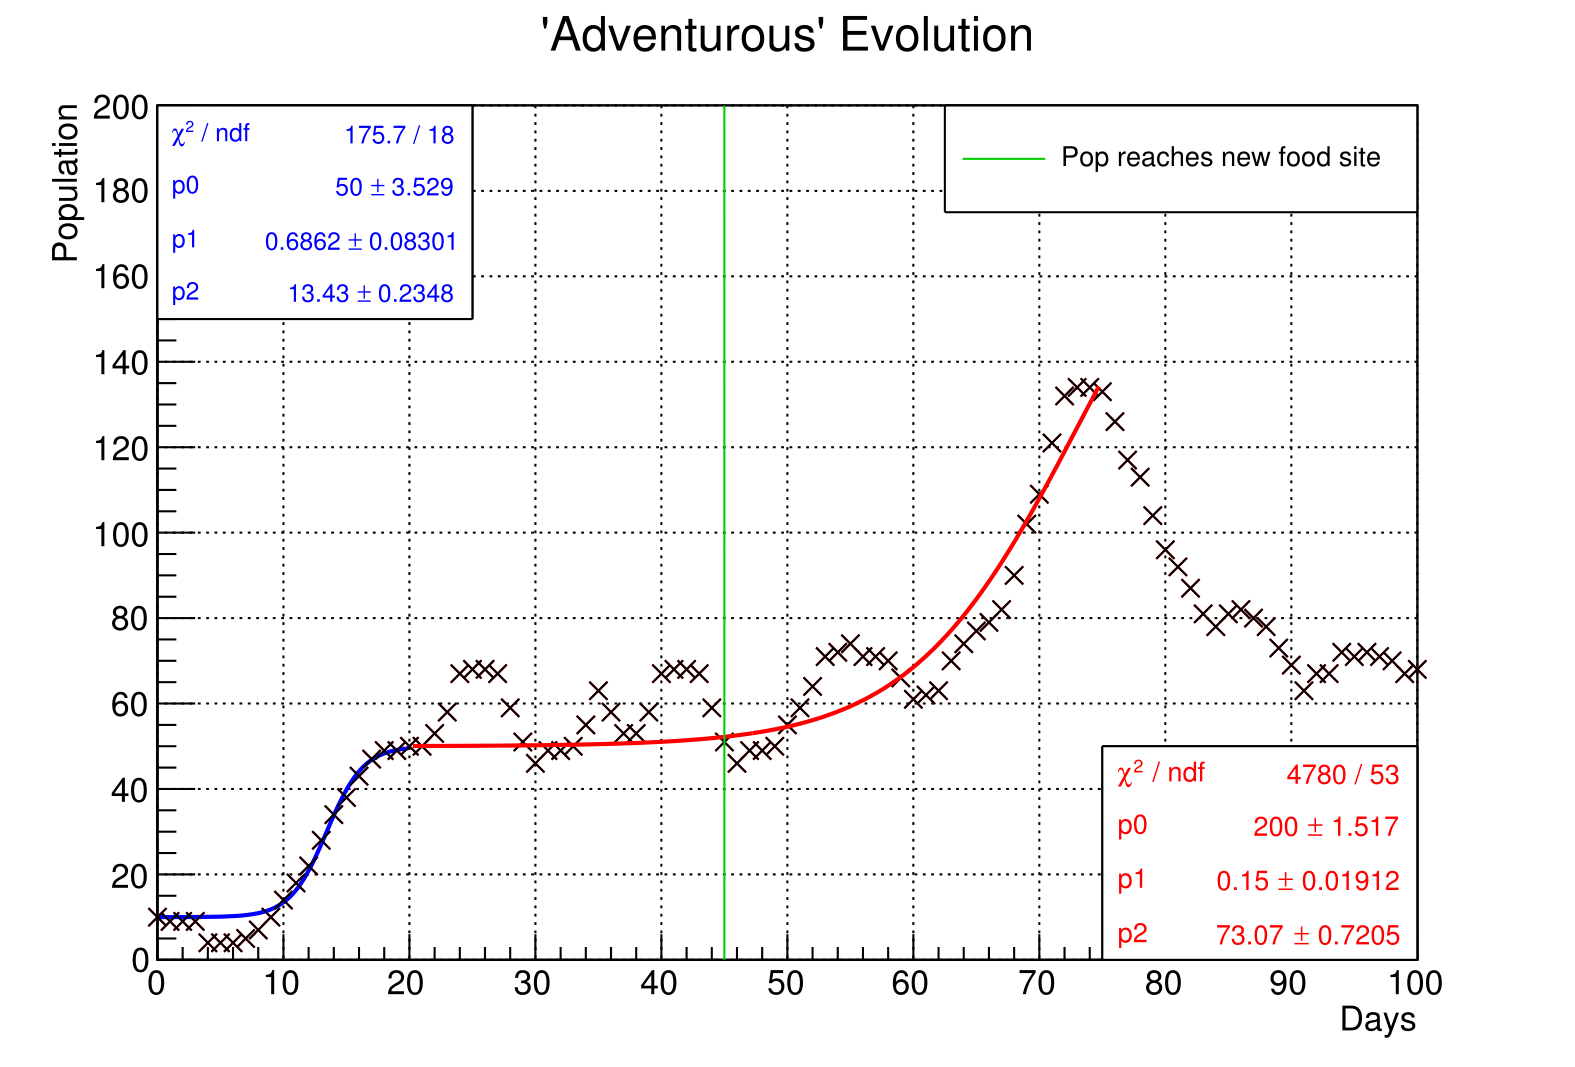 'Adventurous' Evolution
Population
200
180
160
140
120
100
80
60
40
20
0
χ² / ndf 175.7 / 18
p0 50 ± 3.529
p1 0.6862 ± 0.08301
p2 13.43 ± 0.2348
Pop reaches new food site
χ² / ndf 4780 / 53
p0 200 ± 1.517
p1 0.15 ± 0.01912
p2 73.07 ± 0.7205
0 10 20 30 40 50 60 70 80 90 100
Days